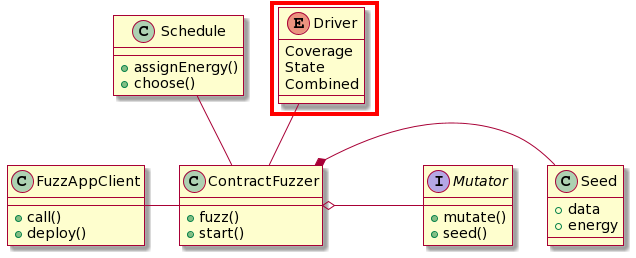 C Schedule
assignEnergy()
choose()
E Driver
Coverage
State
Combined
C FuzzAppClient
call()
deploy()
C ContractFuzzer
fuzz()
start()
I Mutator
mutate()
seed()
C Seed
data
energy